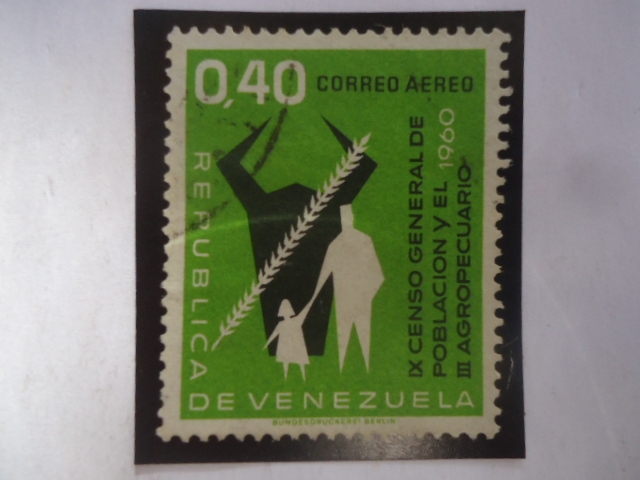 0,40 CORREO AEREO
REPUBLICA
DE VENEZUELA
IX CENSO GENERAL DE
POBLACION y EL 1960
III AGROPECUARIO
BUNDESDRUCKEREI BERLIN